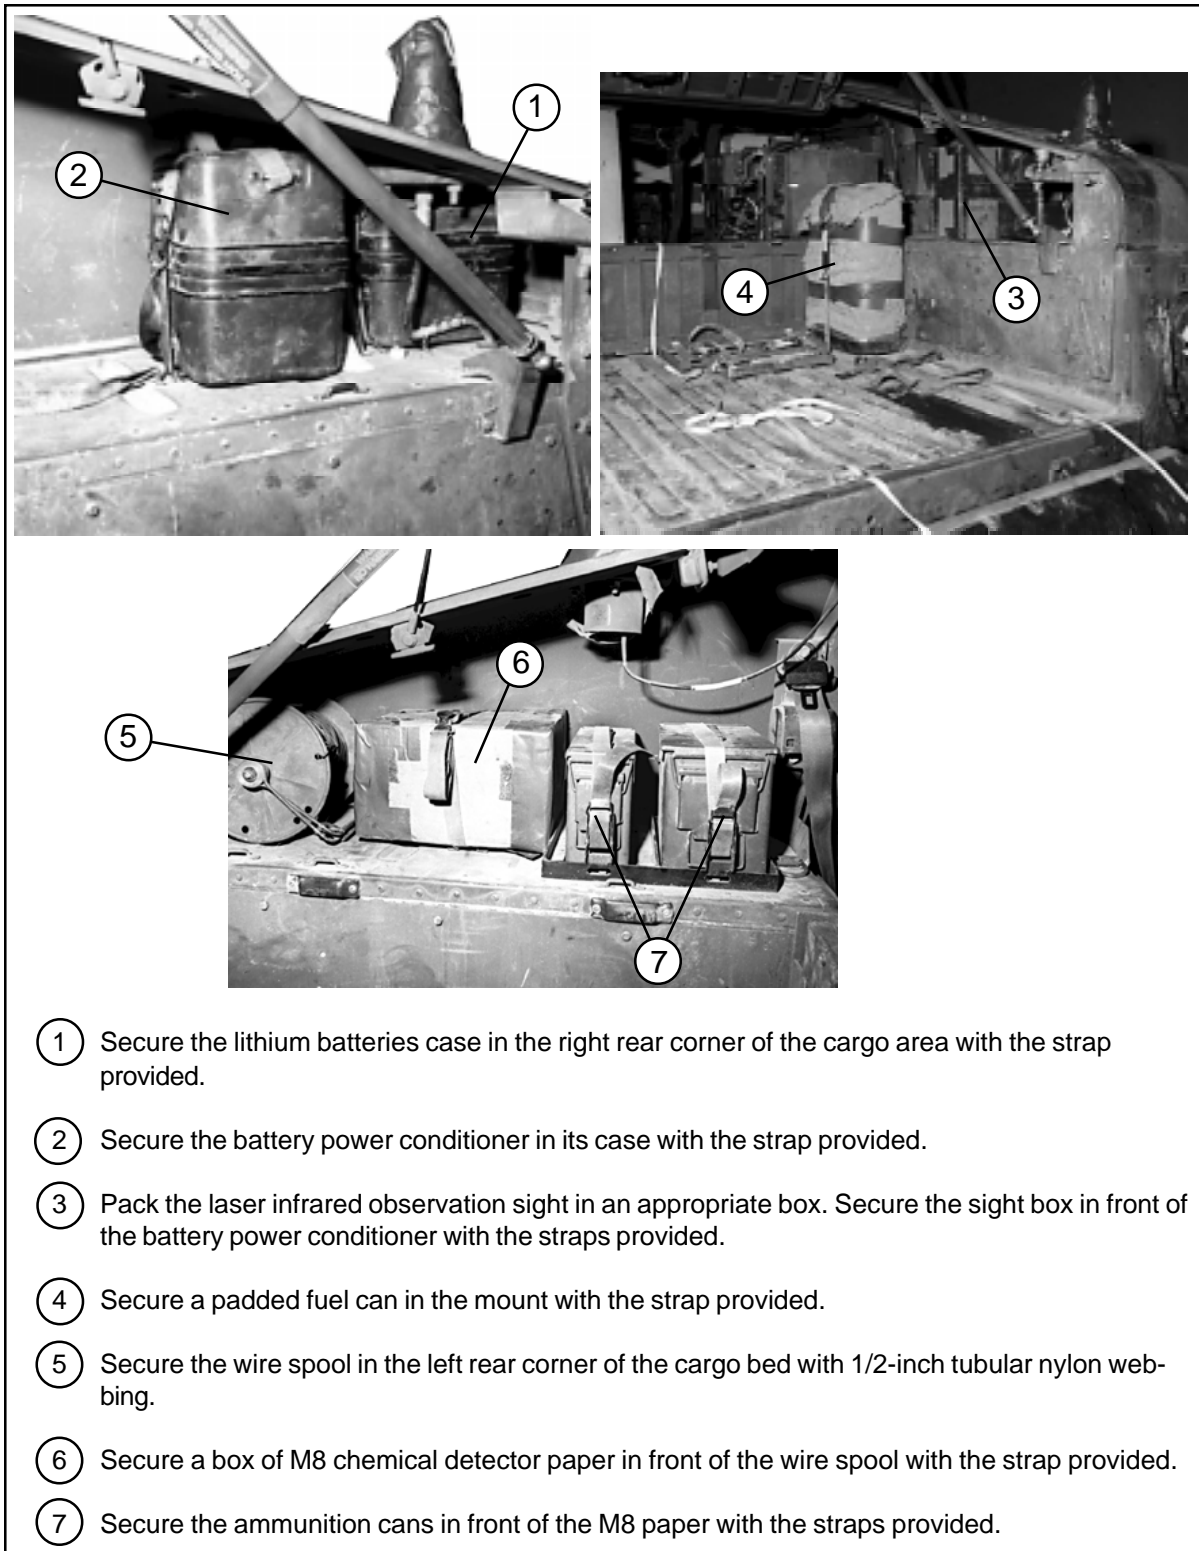 1
2
4
3
6
5
7
1 Secure the lithium batteries case in the right rear corner of the cargo area with the strap
provided.
2 Secure the battery power conditioner in its case with the strap provided.
3 Pack the laser infrared observation sight in an appropriate box. Secure the sight box in front of
the battery power conditioner with the straps provided.
4 Secure a padded fuel can in the mount with the strap provided.
5 Secure the wire spool in the left rear corner of the cargo bed with 1/2-inch tubular nylon web-
bing.
6 Secure a box of M8 chemical detector paper in front of the wire spool with the strap provided.
7 Secure the ammunition cans in front of the M8 paper with the straps provided.